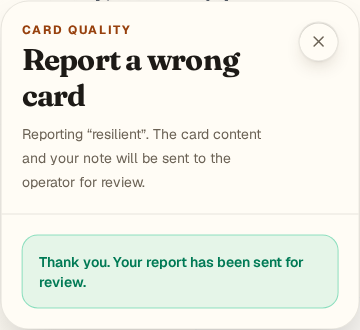 CARD QUALITY
Report a wrong
card
Reporting “resilient”. The card content
and your note will be sent to the
operator for review.
Thank you. Your report has been sent for
review.